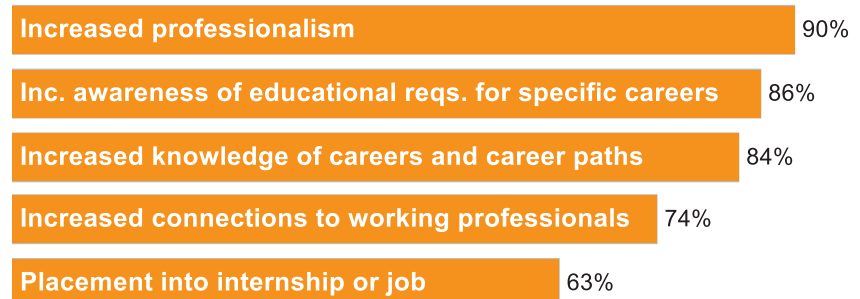 Increased professionalism 90%
Inc. awareness of educational reqs. for specific careers 86%
Increased knowledge of careers and career paths 84%
Increased connections to working professionals 74%
Placement into internship or job 63%